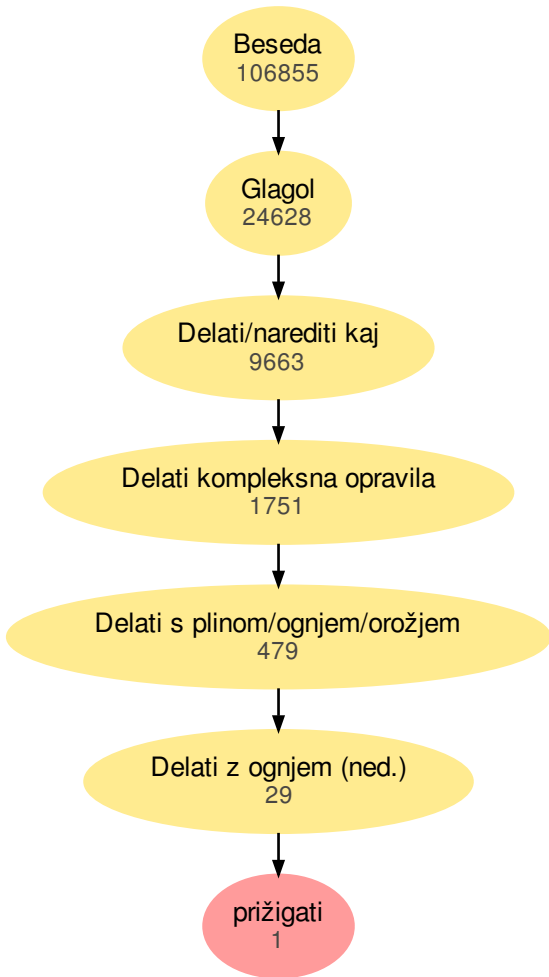 Beseda
106855
Glagol
24628
Delati/narediti kaj
9663
Delati kompleksna opravila
1751
Delati s plinom/ognjem/orožjem
479
Delati z ognjem (ned.)
29
prižigati
1